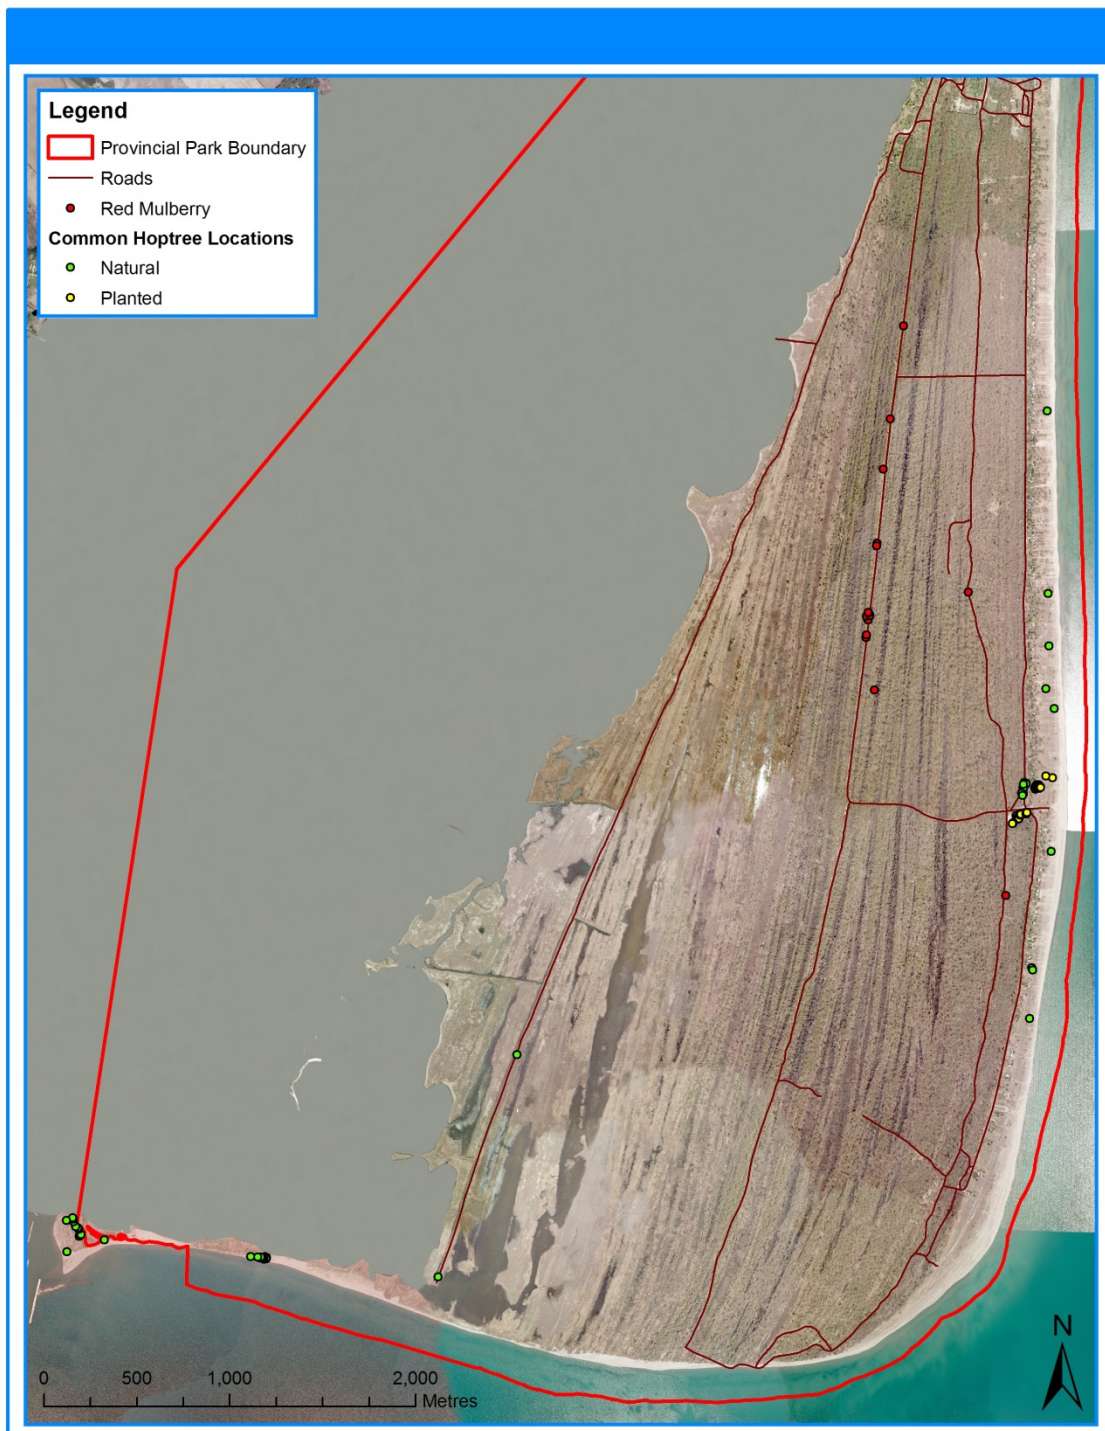 Legend
Provincial Park Boundary
Roads
Red Mulberry
Common Hoptree Locations
Natural
Planted
N
0 500 1,000 2,000
Metres